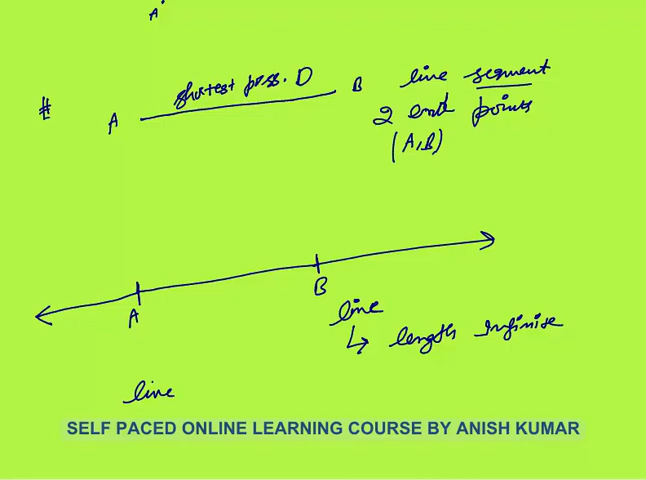 A
shortest poss. D
# A B line segment
2 end points
(A,B)
A B
line
↳ length infinite
line
SELF PACED ONLINE LEARNING COURSE BY ANISH KUMAR